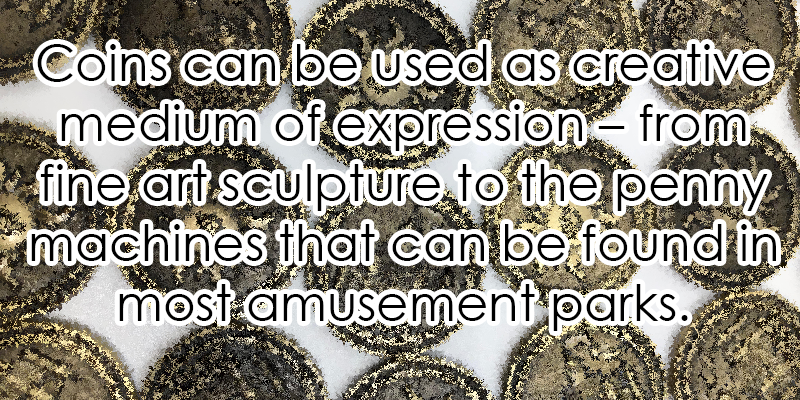 Coins can be used as creative
medium of expression – from
fine art sculpture to the penny
machines that can be found in
most amusement parks.